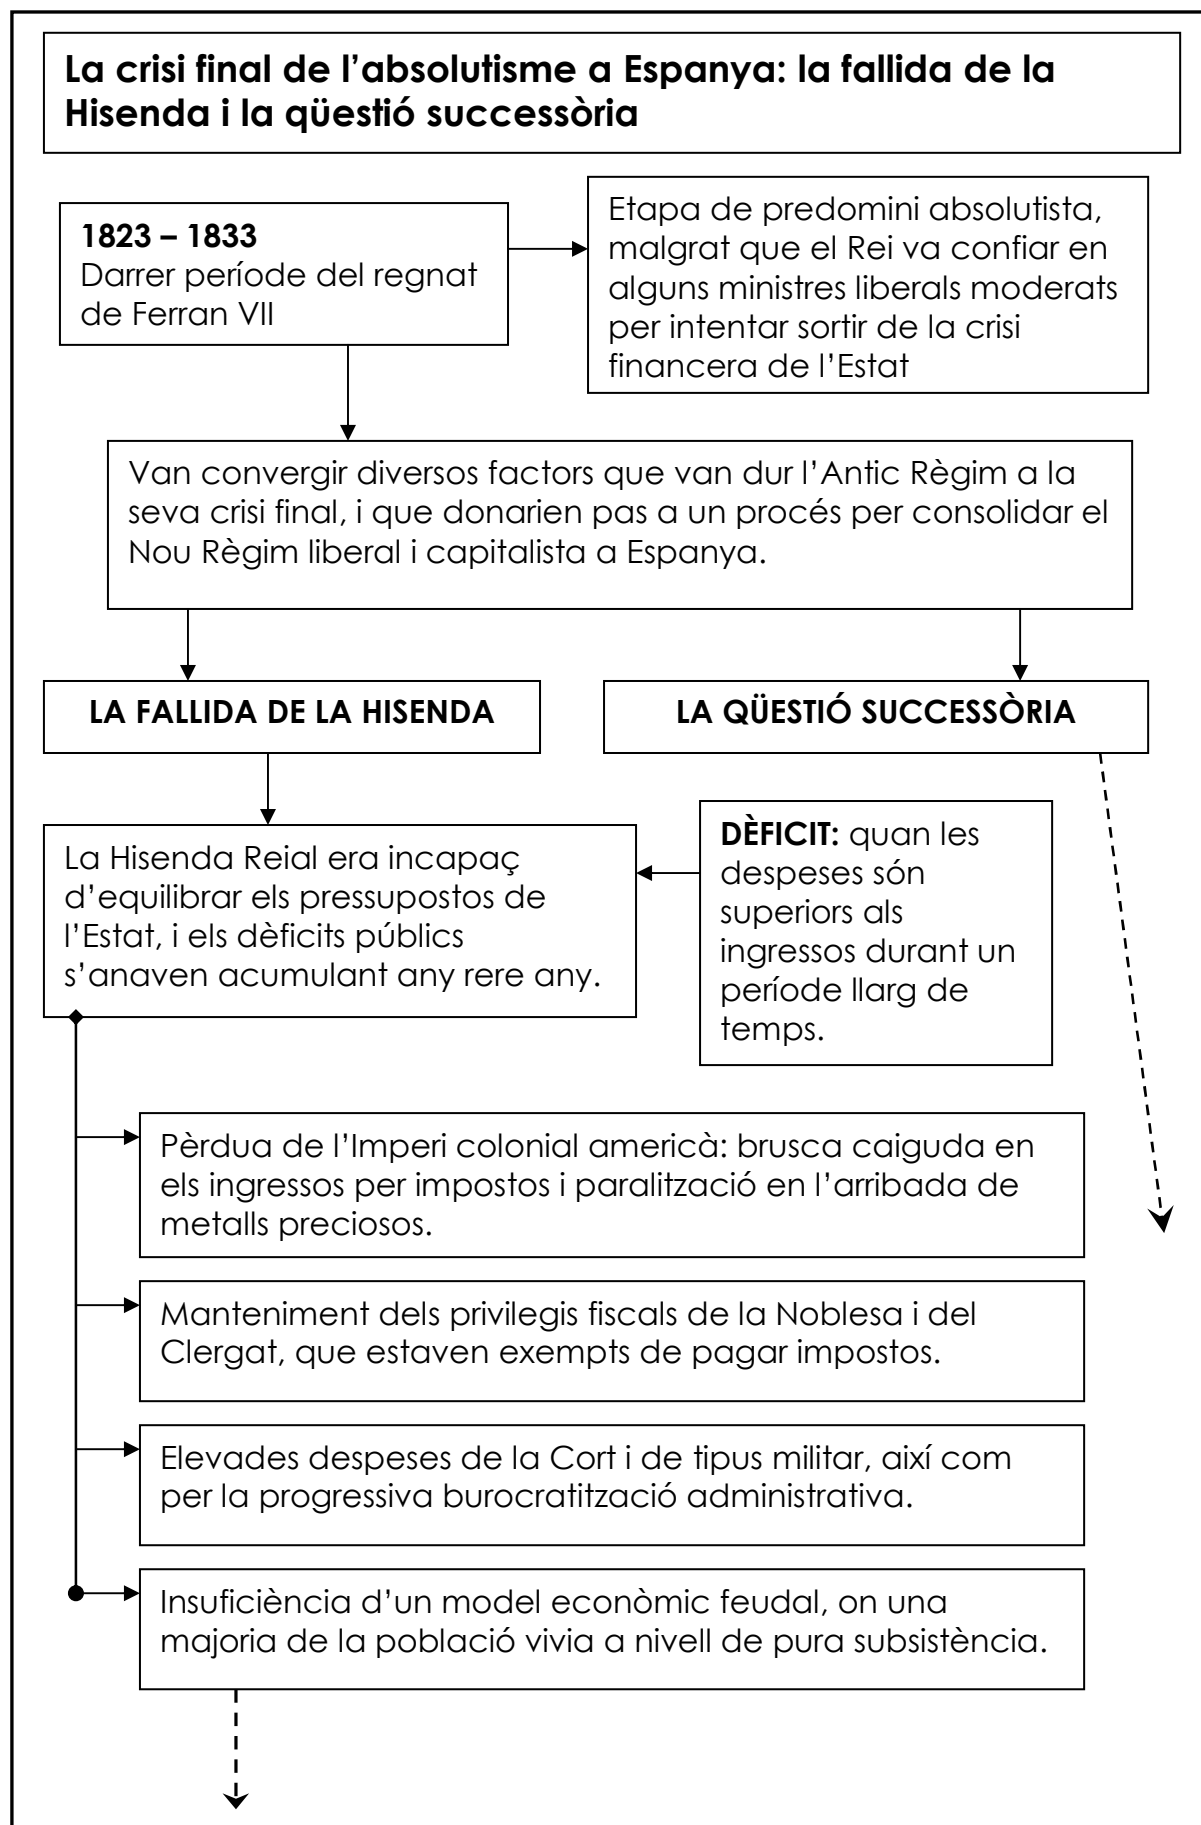 La crisi final de l’absolutisme a Espanya: la fallida de la
Hisenda i la qüestió successòria
1823 – 1833
Darrer període del regnat
de Ferran VII
Etapa de predomini absolutista,
malgrat que el Rei va confiar en
alguns ministres liberals moderats
per intentar sortir de la crisi
financera de l’Estat
Van convergir diversos factors que van dur l’Antic Règim a la
seva crisi final, i que donarien pas a un procés per consolidar el
Nou Règim liberal i capitalista a Espanya.
LA FALLIDA DE LA HISENDA
LA QÜESTIÓ SUCCESSÒRIA
La Hisenda Reial era incapaç
d’equilibrar els pressupostos de
l’Estat, i els dèficits públics
s’anaven acumulant any rere any.
DÈFICIT: quan les
despeses són
superiors als
ingressos durant un
període llarg de
temps.
Pèrdua de l’Imperi colonial americà: brusca caiguda en
els ingressos per impostos i paralització en l’arribada de
metalls preciosos.
Manteniment dels privilegis fiscals de la Noblesa i del
Clergat, que estaven exempts de pagar impostos.
Elevades despeses de la Cort i de tipus militar, així com
per la progressiva burocratització administrativa.
Insuficiència d’un model econòmic feudal, on una
majoria de la població vivia a nivell de pura subsistència.